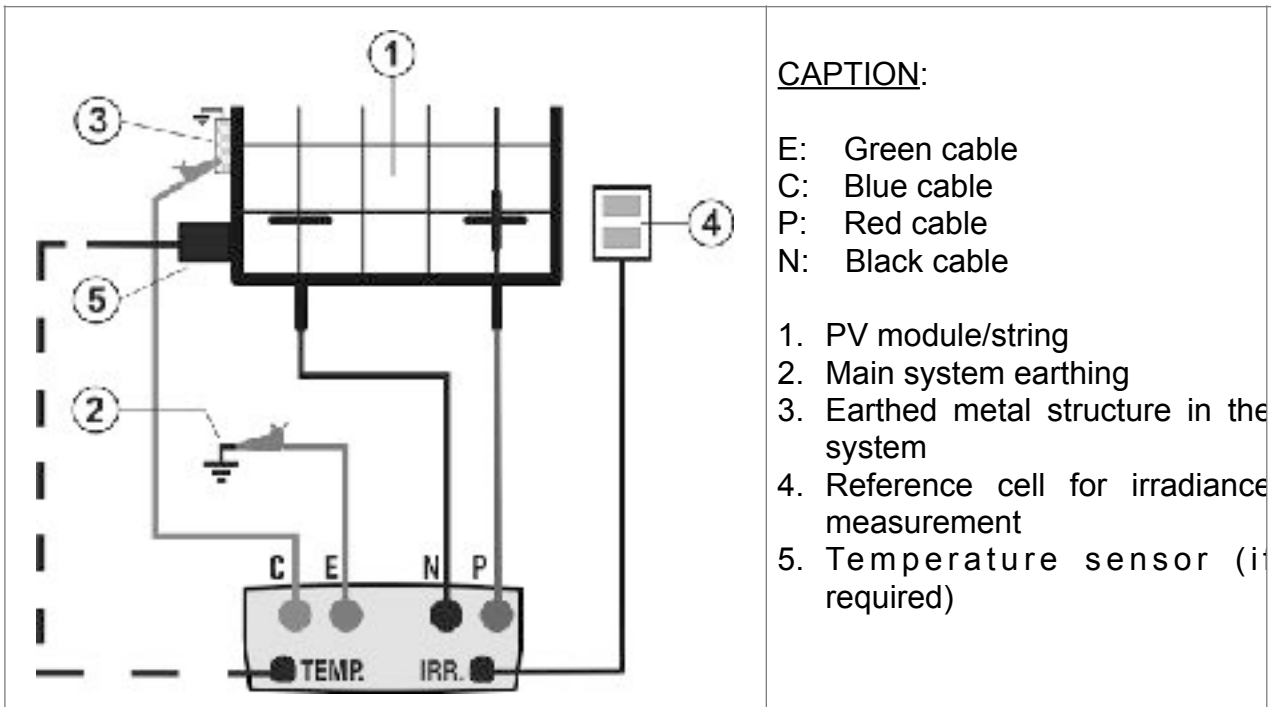 1
3
4
5
2
C E N P
TEMP. IRR.
CAPTION:
E: Green cable
C: Blue cable
P: Red cable
N: Black cable
1. PV module/string
2. Main system earthing
3. Earthed metal structure in the
system
4. Reference cell for irradiance
measurement
5. Temperature sensor (if
required)